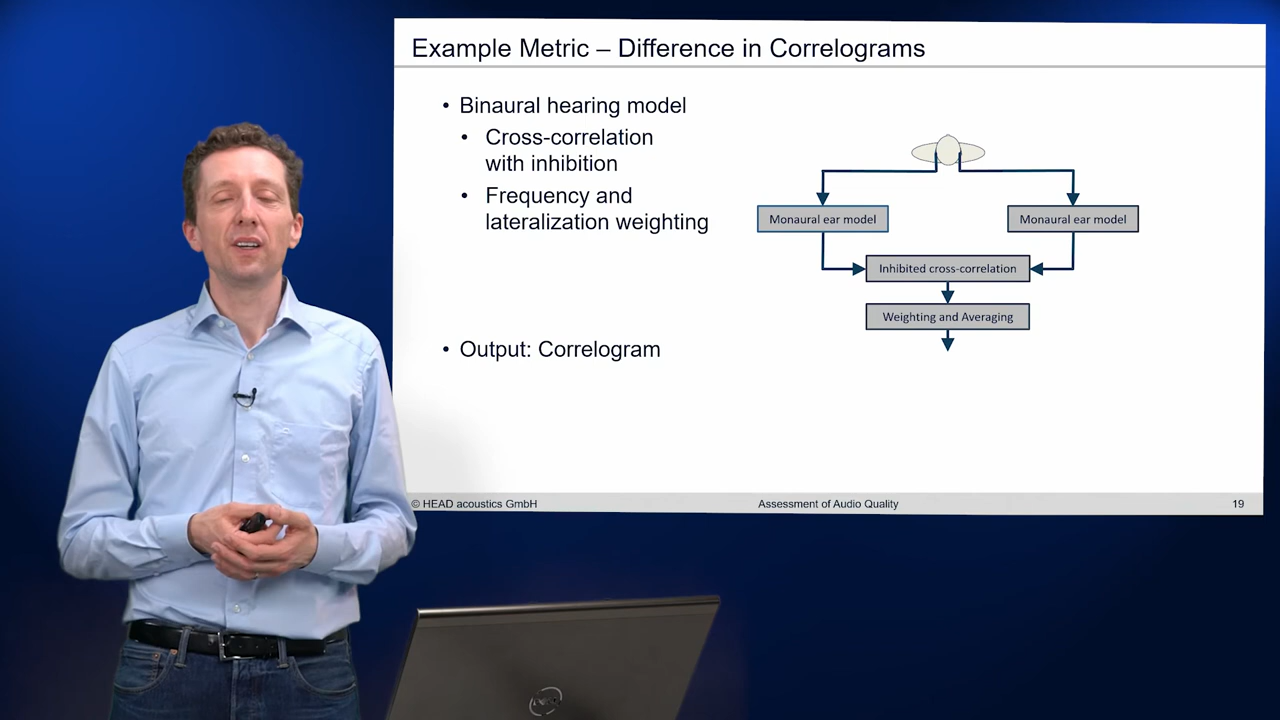 Example Metric – Difference in Correlograms
• Binaural hearing model
• Cross-correlation
with inhibition
• Frequency and
lateralization weighting
• Output: Correlogram
Monaural ear model
Monaural ear model
Inhibited cross-correlation
Weighting and Averaging
© HEAD acoustics GmbH
Assessment of Audio Quality
19
DELL